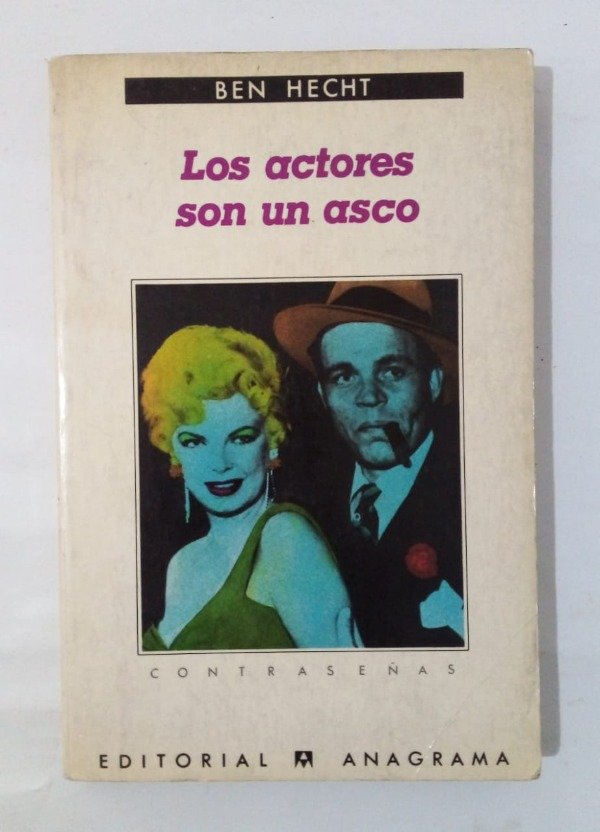 BEN HECHT
Los actores
son un asco
CONTRASEÑAS
EDITORIAL ANAGRAMA